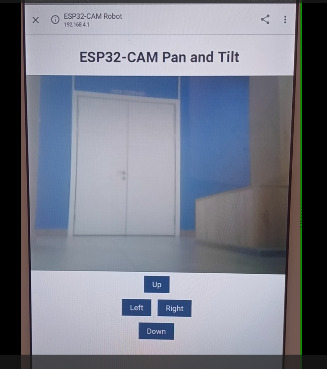 ESP32-CAM Robot
192.168.4.1
ESP32-CAM Pan and Tilt
Up
Left Right
Down